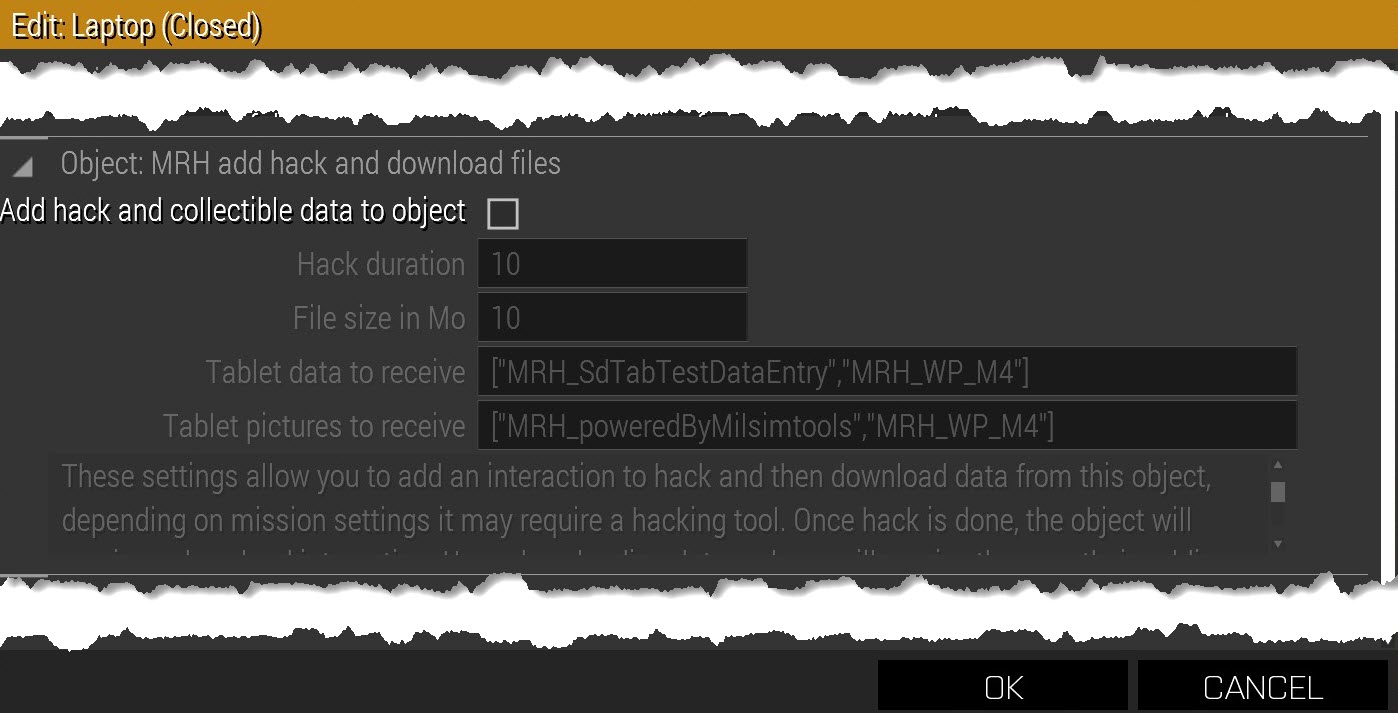 Edit: Laptop (Closed)
Object: MRH add hack and download files
Add hack and collectible data to object
Hack duration 10
File size in Mo 10
Tablet data to receive ["MRH_SdTabTestDataEntry","MRH_WP_M4"]
Tablet pictures to receive ["MRH_poweredByMilsimtools","MRH_WP_M4"]
These settings allow you to add an interaction to hack and then download data from this object,
depending on mission settings it may require a hacking tool. Once hack is done, the object will
OK CANCEL